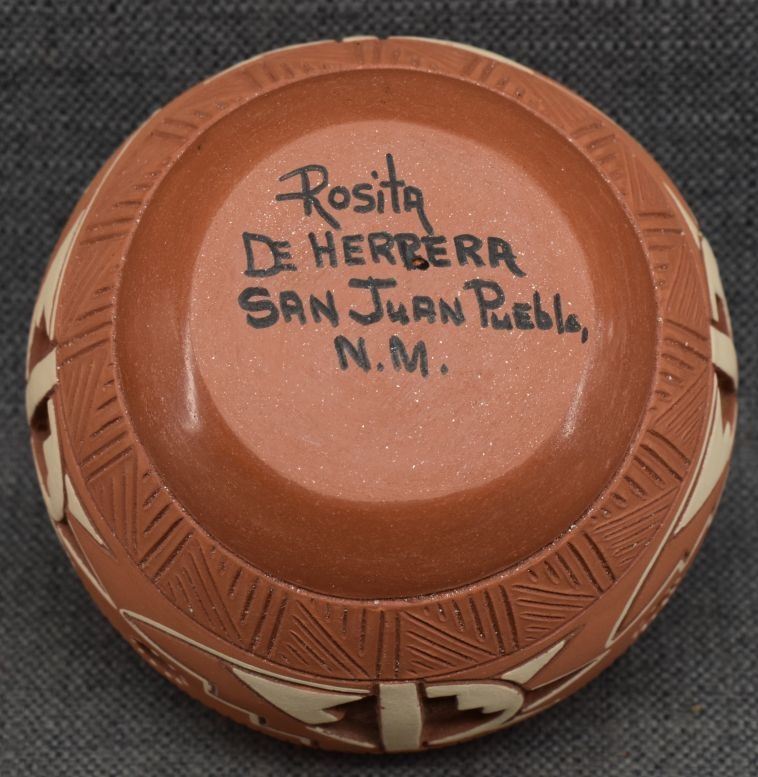 Rosita
DE HERRERA
SAN JUAN PuEblo,
N.M.